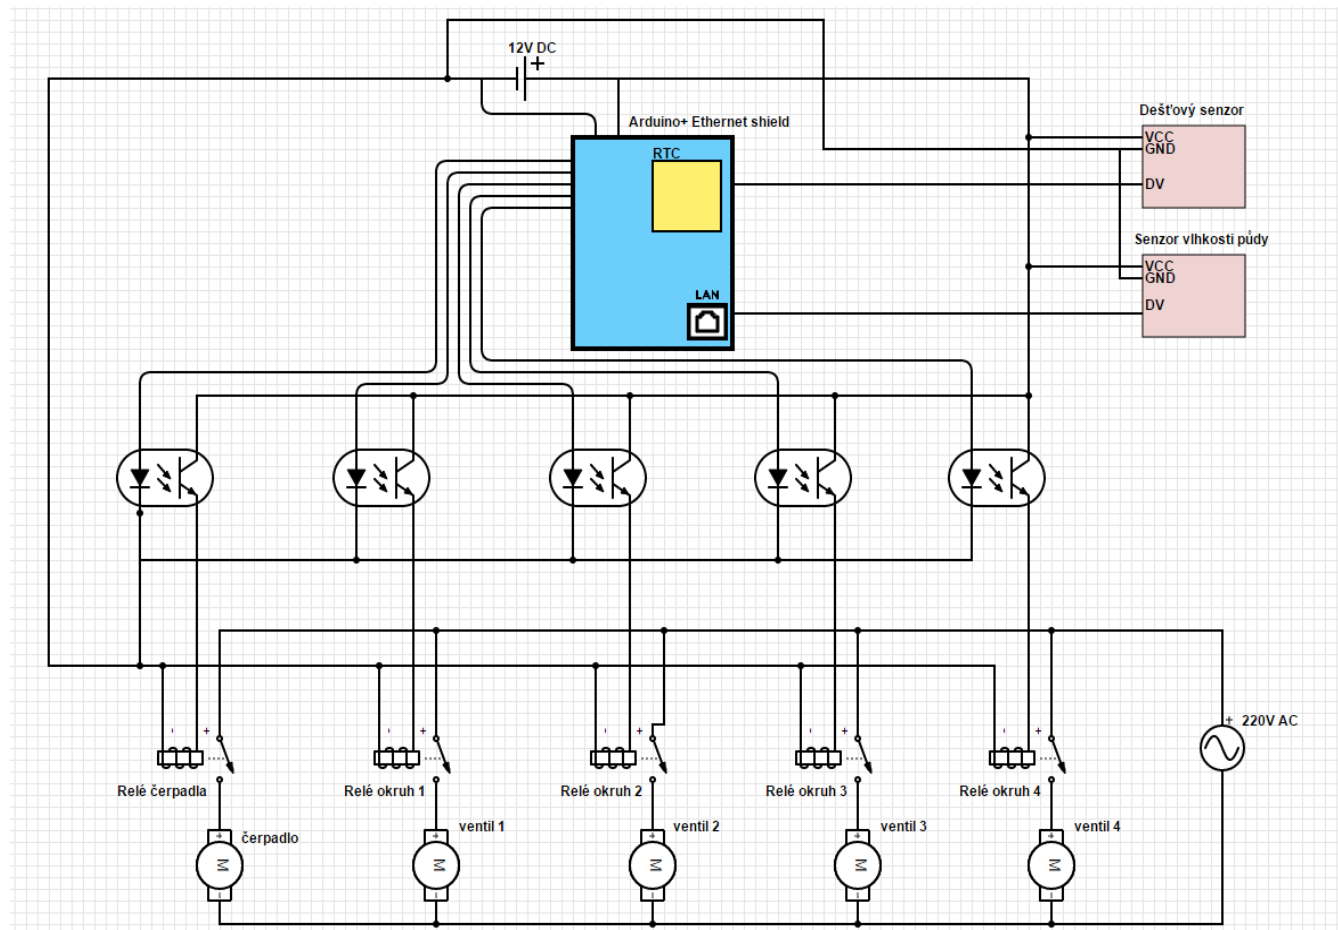 12V DC
+
Arduino+ Ethernet shield
RTC
LAN
Dešťový senzor
VCC
GND
DV
Senzor vlhkosti půdy
VCC
GND
DV
+ 220V AC
- +
- +
- +
- +
- +
Relé čerpadla
Relé okruh 1
Relé okruh 2
Relé okruh 3
Relé okruh 4
čerpadlo
ventil 1
ventil 2
ventil 3
ventil 4
+
M
-
+
M
-
+
M
-
+
M
-
+
M
-